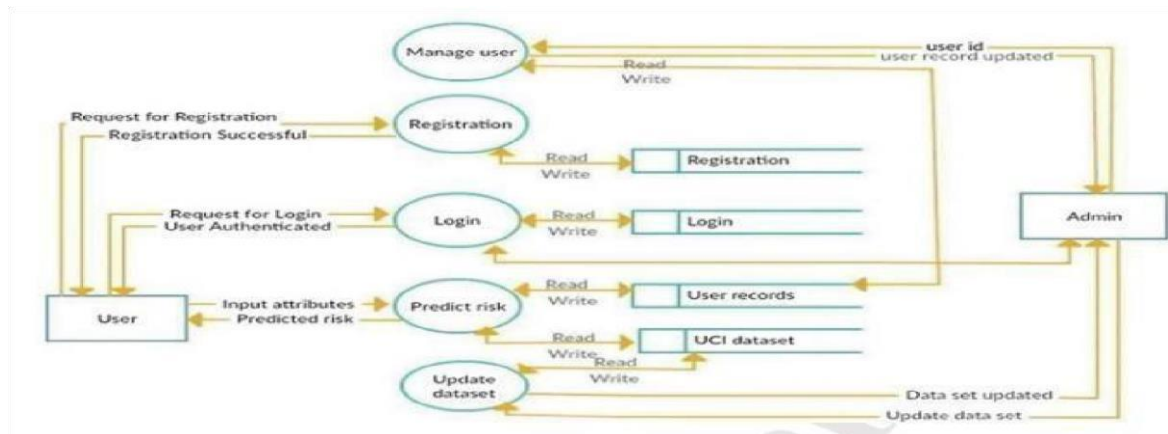 Manage user
user id
user record updated
Read
Write
Request for Registration
Registration Successful
Registration
Read
Write
Registration
Request for Login
User Authenticated
Login
Read
Write
Login
Admin
User
Input attributes
Predicted risk
Predict risk
Read
Write
User records
Read
Write
UCI dataset
Read
Write
Update
dataset
Data set updated
Update data set